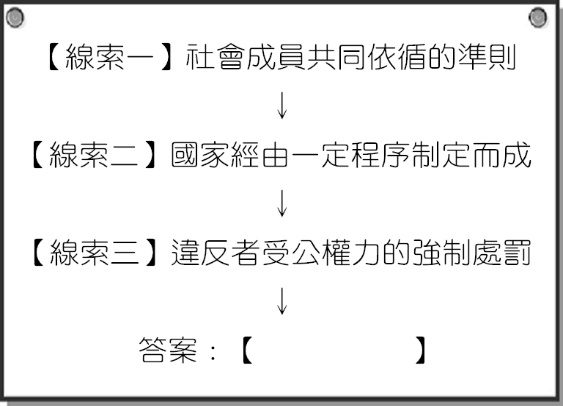 【線索一】社會成員共同依循的準則
↓
【線索二】國家經由一定程序制定而成
↓
【線索三】違反者受公權力的強制處罰
↓
答案：【　　　　　】